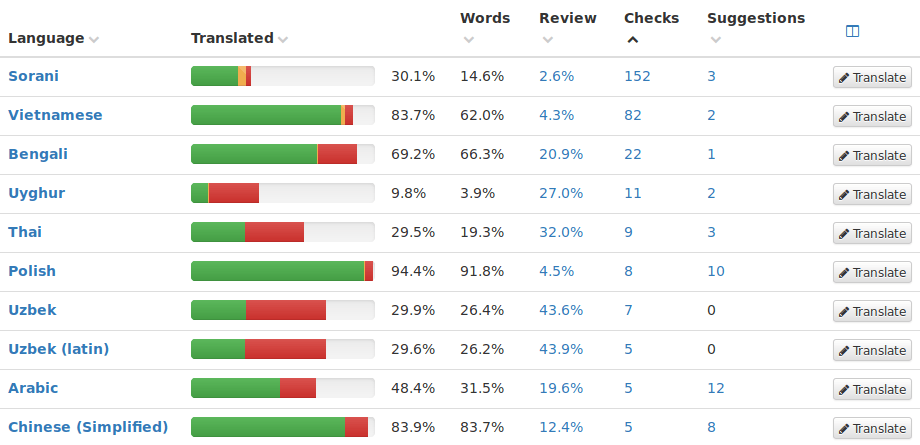 Language Translated Words Review Checks Suggestions
Sorani 30.1% 14.6% 2.6% 152 3 Translate
Vietnamese 83.7% 62.0% 4.3% 82 2 Translate
Bengali 69.2% 66.3% 20.9% 22 1 Translate
Uyghur 9.8% 3.9% 27.0% 11 2 Translate
Thai 29.5% 19.3% 32.0% 9 3 Translate
Polish 94.4% 91.8% 4.5% 8 10 Translate
Uzbek 29.9% 26.4% 43.6% 7 0 Translate
Uzbek (latin) 29.6% 26.2% 43.9% 5 0 Translate
Arabic 48.4% 31.5% 19.6% 5 12 Translate
Chinese (Simplified) 83.9% 83.7% 12.4% 5 8 Translate